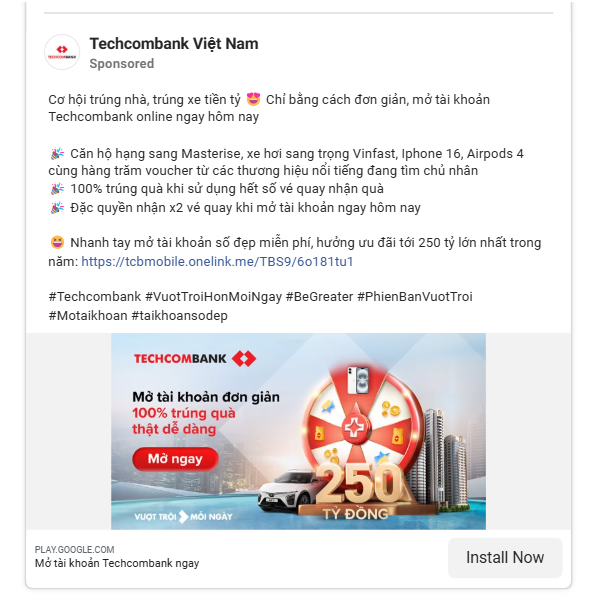 Techcombank Việt Nam
Sponsored
Cơ hội trúng nhà, trúng xe tiền tỷ 😍 Chỉ bằng cách đơn giản, mở tài khoản
Techcombank online ngay hôm nay
🎉 Căn hộ hạng sang Masterise, xe hơi sang trọng Vinfast, Iphone 16, Airpods 4
cùng hàng trăm voucher từ các thương hiệu nổi tiếng đang tìm chủ nhân
🎉 100% trúng quà khi sử dụng hết số vé quay nhận quà
🎉 Đặc quyền nhận x2 vé quay khi mở tài khoản ngay hôm nay
😄 Nhanh tay mở tài khoản số đẹp miễn phí, hưởng ưu đãi tới 250 tỷ lớn nhất trong
năm: https://tcbmobile.onelink.me/TBS9/6o181tu1
#Techcombank #VuotTroiHonMoiNgay #BeGreater #PhienBanVuotTroi
#Motaikhoan #taikhoansodep
TECHCOMBANK
Mở tài khoản đơn giản
100% trúng quà
thật dễ dàng
Mở ngay
250
TỶ ĐỒNG
VƯỢT TRỘI MỖI NGÀY
PLAY.GOOGLE.COM
Mở tài khoản Techcombank ngay
Install Now